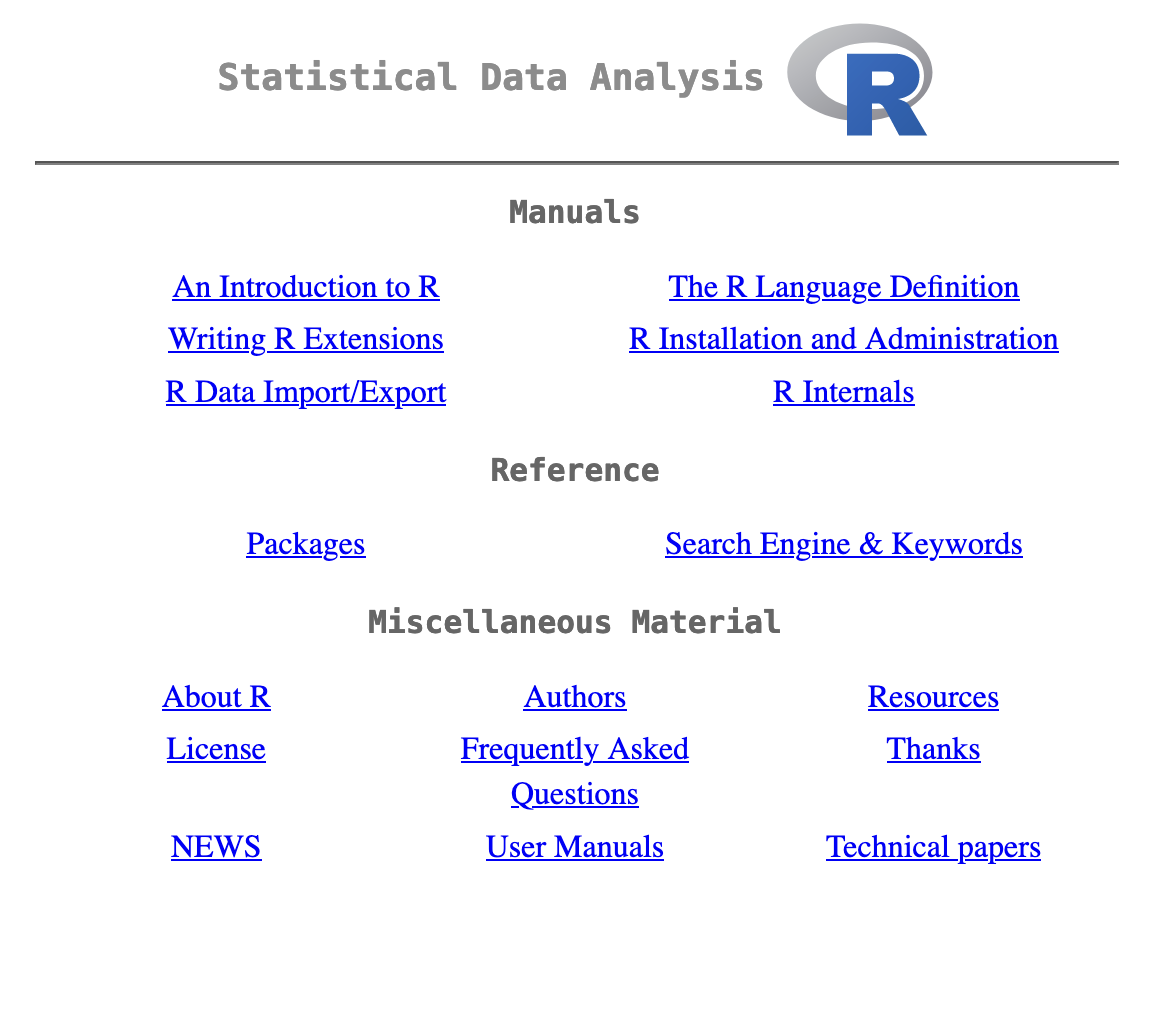 Statistical Data Analysis R
Manuals
An Introduction to R The R Language Definition
Writing R Extensions R Installation and Administration
R Data Import/Export R Internals
Reference
Packages Search Engine & Keywords
Miscellaneous Material
About R Authors Resources
License Frequently Asked Thanks
Questions
NEWS User Manuals Technical papers